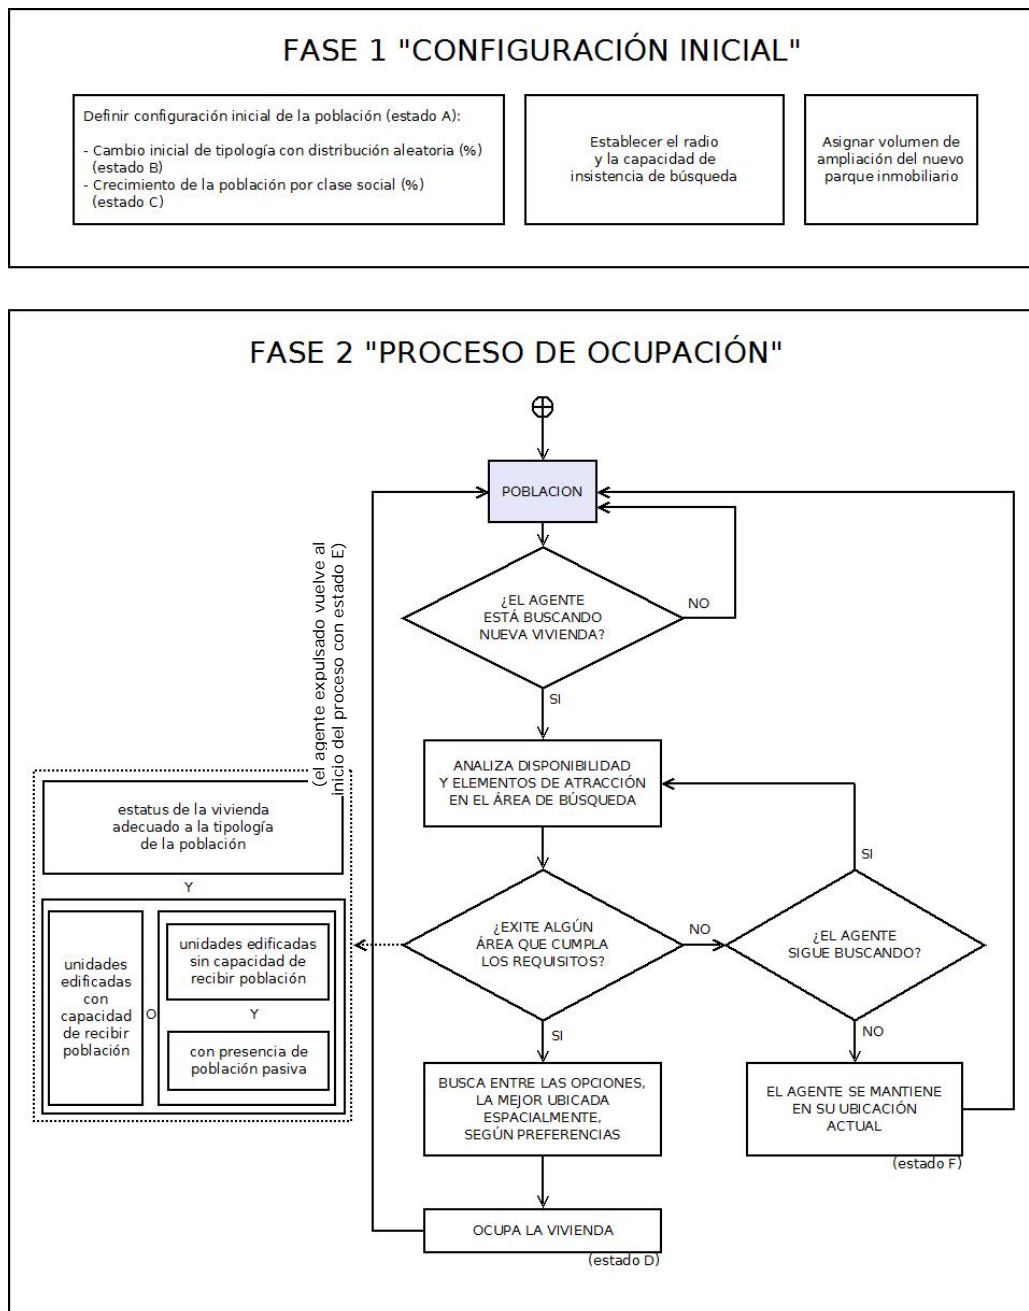 FASE 1 "CONFIGURACIÓN INICIAL"
Definir configuración inicial de la población (estado A):
- Cambio inicial de tipología con distribución aleatoria (%)
(estado B)
- Crecimiento de la población por clase social (%)
(estado C)
Establecer el radio
y la capacidad de
insistencia de búsqueda
Asignar volumen de
ampliación del nuevo
parque inmobiliario
FASE 2 "PROCESO DE OCUPACIÓN"
POBLACION
¿EL AGENTE
ESTÁ BUSCANDO
NUEVA VIVIENDA?
NO
SI
(el agente expulsado vuelve al
inicio del proceso con estado E)
ANALIZA DISPONIBILIDAD
Y ELEMENTOS DE ATRACCIÓN
EN EL ÁREA DE BÚSQUEDA
estatus de la vivienda
adecuado a la tipología
de la población
Y
unidades
edificadas
con
capacidad
de recibir
población
O
unidades edificadas
sin capacidad de
recibir población
Y
con presencia de
población pasiva
¿EXITE ALGÚN
ÁREA QUE CUMPLA
LOS REQUISITOS?
NO
SI
¿EL AGENTE
SIGUE BUSCANDO?
SI
NO
BUSCA ENTRE LAS OPCIONES,
LA MEJOR UBICADA
ESPACIALMENTE,
SEGÚN PREFERENCIAS
EL AGENTE SE MANTIENE
EN SU UBICACIÓN
ACTUAL
(estado F)
OCUPA LA VIVIENDA
(estado D)